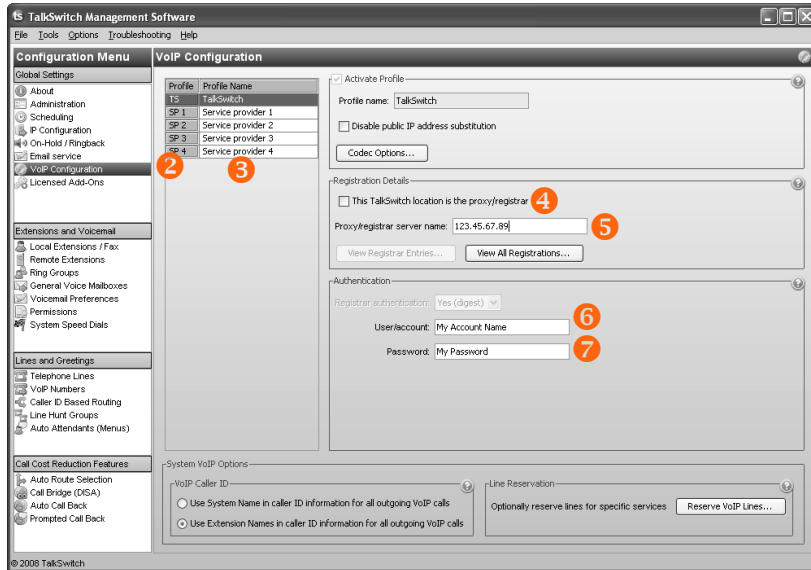 ts TalkSwitch Management Software
File Tools Options Troubleshooting Help
Configuration Menu
Global Settings
About
Administration
Scheduling
IP Configuration
On-Hold / Ringback
Email service
VoIP Configuration
Licensed Add-Ons
Extensions and Voicemail
Local Extensions / Fax
Remote Extensions
Ring Groups
General Voice Mailboxes
Voicemail Preferences
Permissions
System Speed Dials
Lines and Greetings
Telephone Lines
VoIP Numbers
Caller ID Based Routing
Line Hunt Groups
Auto Attendants (Menus)
Call Cost Reduction Features
Auto Route Selection
Call Bridge (DISA)
Auto Call Back
Prompted Call Back
VoIP Configuration
Profile Profile Name
TS TalkSwitch
SP 1 Service provider 1
SP 2 Service provider 2
SP 3 Service provider 3
SP 4 Service provider 4
2 3
Activate Profile
Profile name: TalkSwitch
Disable public IP address substitution
Codec Options...
Registration Details
This TalkSwitch location is the proxy/registrar 4
Proxy/registrar server name: 123.45.67.89 5
View Registrar Entries... View All Registrations...
Authentication
Registrar authentication: Yes (digest)
User/account: My Account Name 6
Password: My Password 7
System VoIP Options
VoIP Caller ID
Use System Name in caller ID information for all outgoing VoIP calls
Use Extension Names in caller ID information for all outgoing VoIP calls
Line Reservation
Optionally reserve lines for specific services Reserve VoIP Lines...
© 2008 TalkSwitch